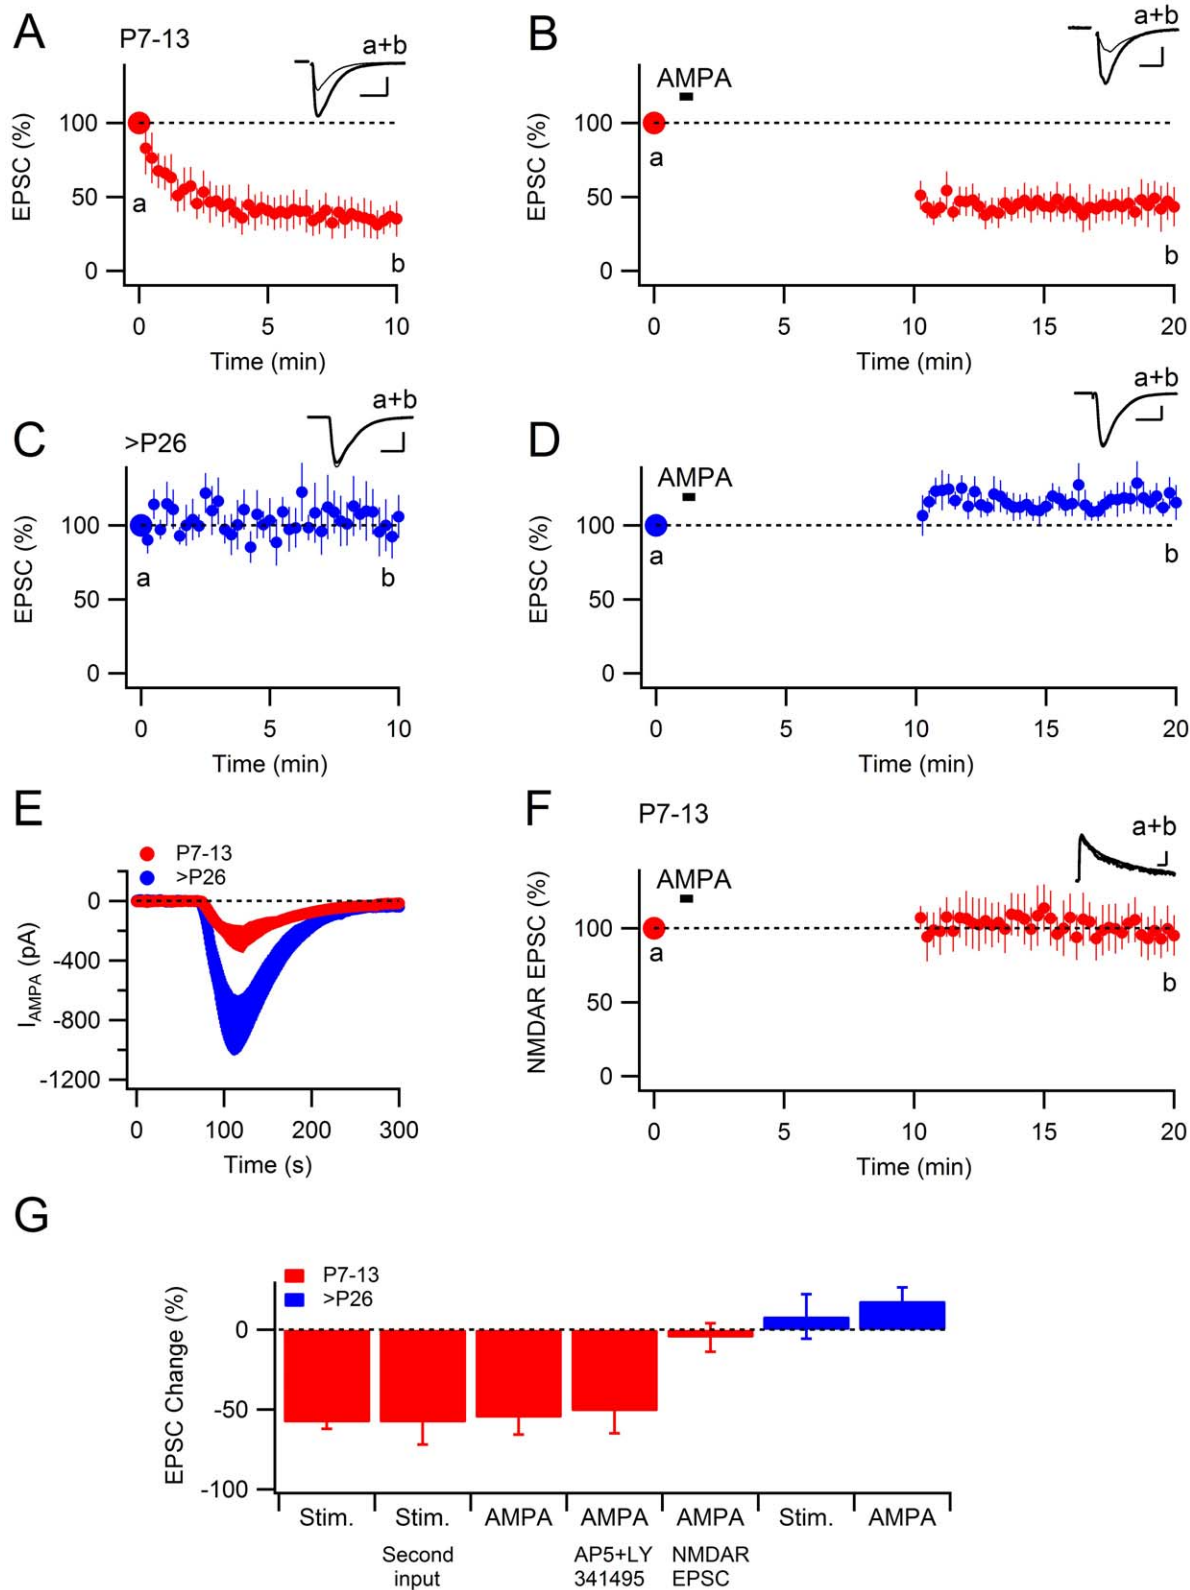 A
P7-13
a+b
EPSC (%)
100
50
0
a
b
0
5
10
Time (min)
B
AMPA
a+b
EPSC (%)
100
50
0
a
b
0
5
10
15
20
Time (min)
C
>P26
a+b
EPSC (%)
100
50
0
a
b
0
5
10
Time (min)
D
AMPA
a+b
EPSC (%)
100
50
0
a
b
0
5
10
15
20
Time (min)
E
P7-13
>P26
I_AMPA (pA)
0
-400
-800
-1200
0
100
200
300
Time (s)
F
P7-13
AMPA
a+b
NMDAR EPSC (%)
100
50
0
a
b
0
5
10
15
20
Time (min)
G
P7-13
>P26
EPSC Change (%)
0
-50
-100
Stim.
Stim.
Second
input
AMPA
AMPA
AP5+LY
341495
AMPA
NMDAR
EPSC
Stim.
AMPA